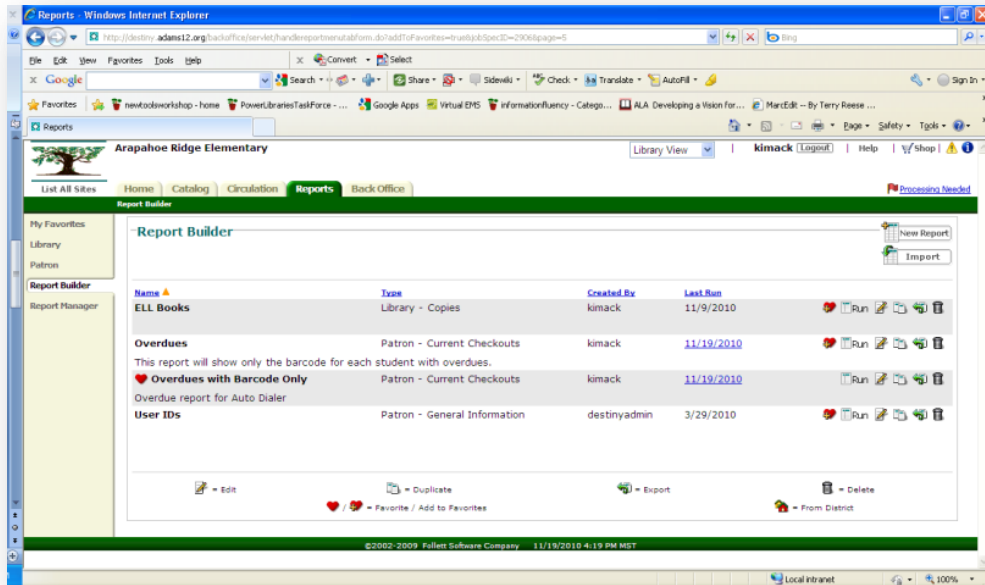 Reports - Windows Internet Explorer
http://destiny.adams12.org/backoffice/servlet/handlereportmenutabform.do?addToFavorites=true&jobSpecID=2906&page=5
Bing
File Edit View Favorites Tools Help
x Convert Select
x Google Search Share Sidewiki Check Translate AutoFill Sign In
Favorites newtoolsworkshop - home PowerLibrariesTaskForce - ... Google Apps Virtual EMS informationfluency - Catego... ALA Developing a Vision for... MarcEdit -- By Terry Reese ...
Reports
Page Safety Tools
Arapahoe Ridge Elementary
Library View
kimack Logout | Help | Shop |
List All Sites
Home Catalog Circulation Reports Back Office
Processing Needed
Report Builder
My Favorites
Library
Patron
Report Builder
Report Manager
Report Builder
New Report
Import
Name Type Created By Last Run
ELL Books Library - Copies kimack 11/9/2010 Run
Overdues Patron - Current Checkouts kimack 11/19/2010 Run
This report will show only the barcode for each student with overdues.
Overdues with Barcode Only Patron - Current Checkouts kimack 11/19/2010 Run
Overdue report for Auto Dialer
User IDs Patron - General Information destinyadmin 3/29/2010 Run
= Edit = Duplicate = Export = Delete
/ = Favorite / Add to Favorites = From District
©2002-2009 Follett Software Company 11/19/2010 4:19 PM MST
Local intranet 100%